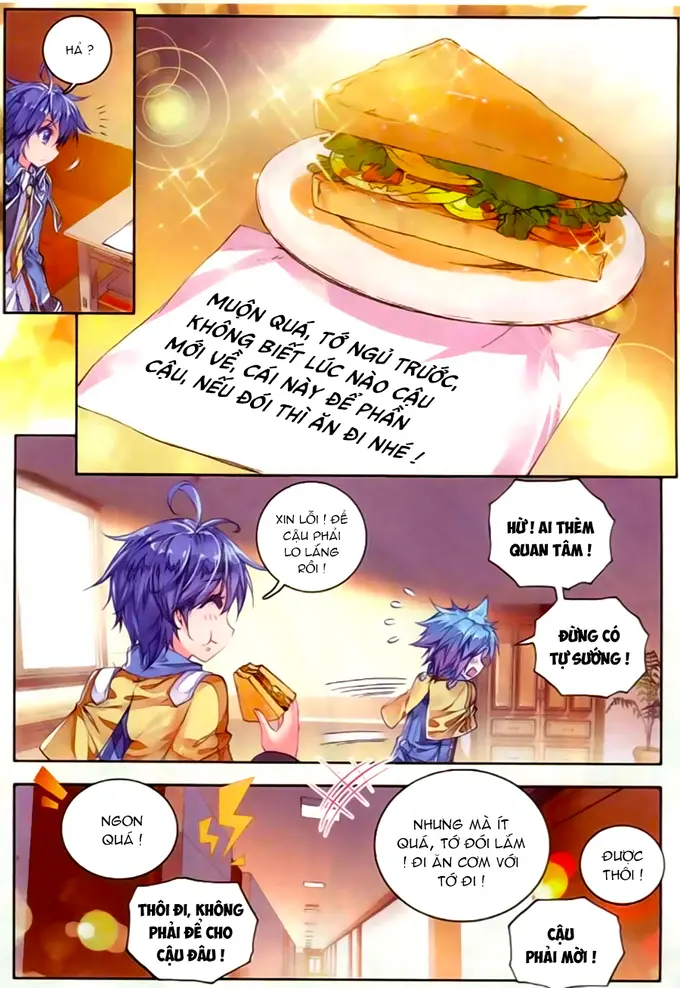 HẢ ?
MUỘN QUÁ, TỚ NGỦ TRƯỚC,
KHÔNG BIẾT LÚC NÀO CẬU
MỚI VỀ, CÁI NÀY ĐỂ PHẦN
CẬU, NẾU ĐÓI THÌ ĂN ĐI NHÉ !
XIN LỖI ! ĐỂ
CẬU PHẢI
LO LẮNG
RỒI !
HỪ ! AI THÈM
QUAN TÂM !
ĐỪNG CÓ
TỰ SƯỚNG !
NGON
QUÁ !
THÔI ĐI, KHÔNG
PHẢI ĐỂ CHO
CẬU ĐÂU !
NHƯNG MÀ ÍT
QUÁ, TỚ ĐÓI LẮM
! ĐI ĂN CƠM VỚI
TỚ ĐI !
ĐƯỢC
THÔI !
CẬU
PHẢI MỜI !